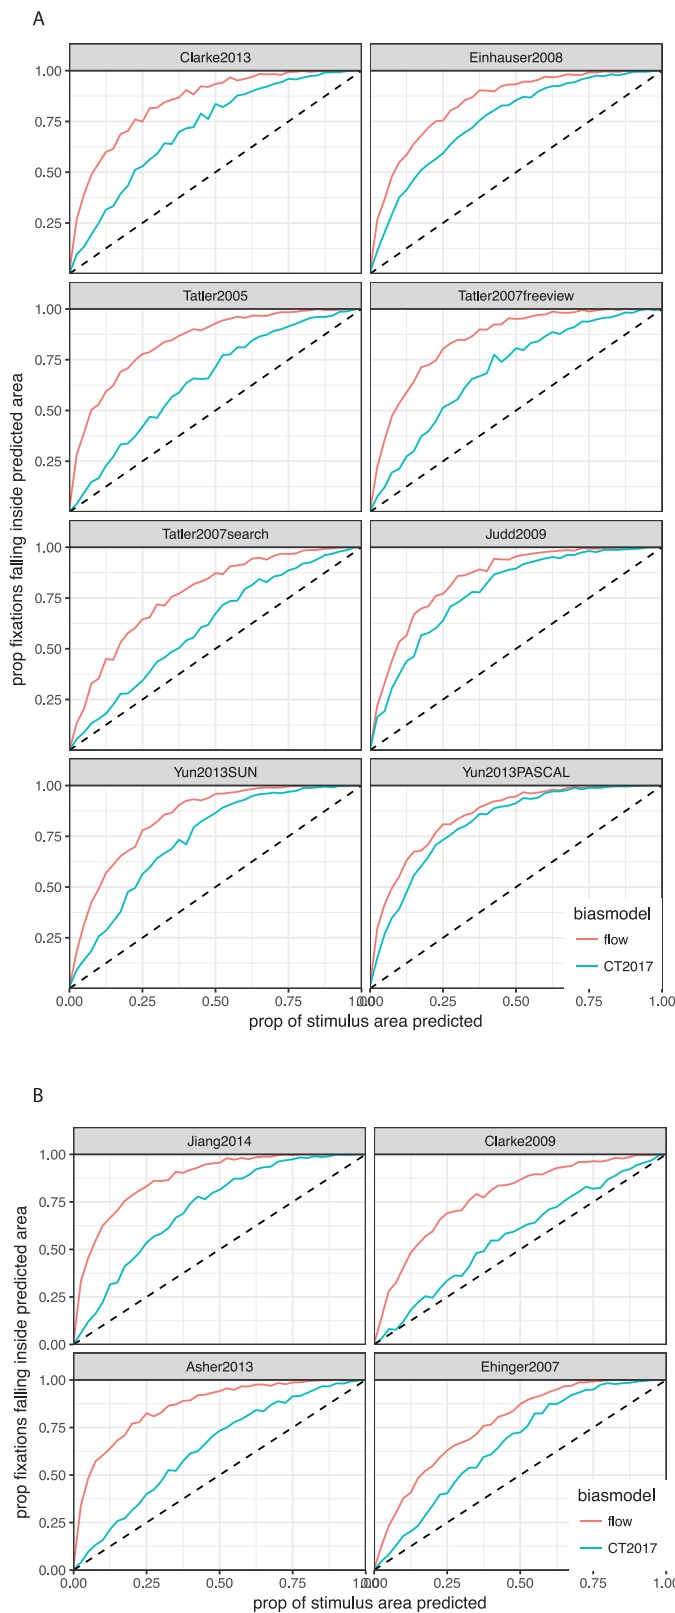 A
Clarke2013 Einhauser2008
1.00
0.75
0.50
0.25
Tatler2005 Tatler2007freeview
1.00
0.75
0.50
0.25
prop fixations falling inside predicted area
Tatler2007search Judd2009
1.00
0.75
0.50
0.25
Yun2013SUN Yun2013PASCAL
1.00
0.75
0.50
0.25
biasmodel
flow
CT2017
0.00 0.25 0.50 0.75 1.00 0.00 0.25 0.50 0.75 1.00
prop of stimulus area predicted
B
Jiang2014 Clarke2009
1.00
0.75
0.50
0.25
0.00
prop fixations falling inside predicted area
Asher2013 Ehinger2007
1.00
0.75
0.50
0.25
0.00
biasmodel
flow
CT2017
0.00 0.25 0.50 0.75 1.00 0.00 0.25 0.50 0.75 1.00
prop of stimulus area predicted